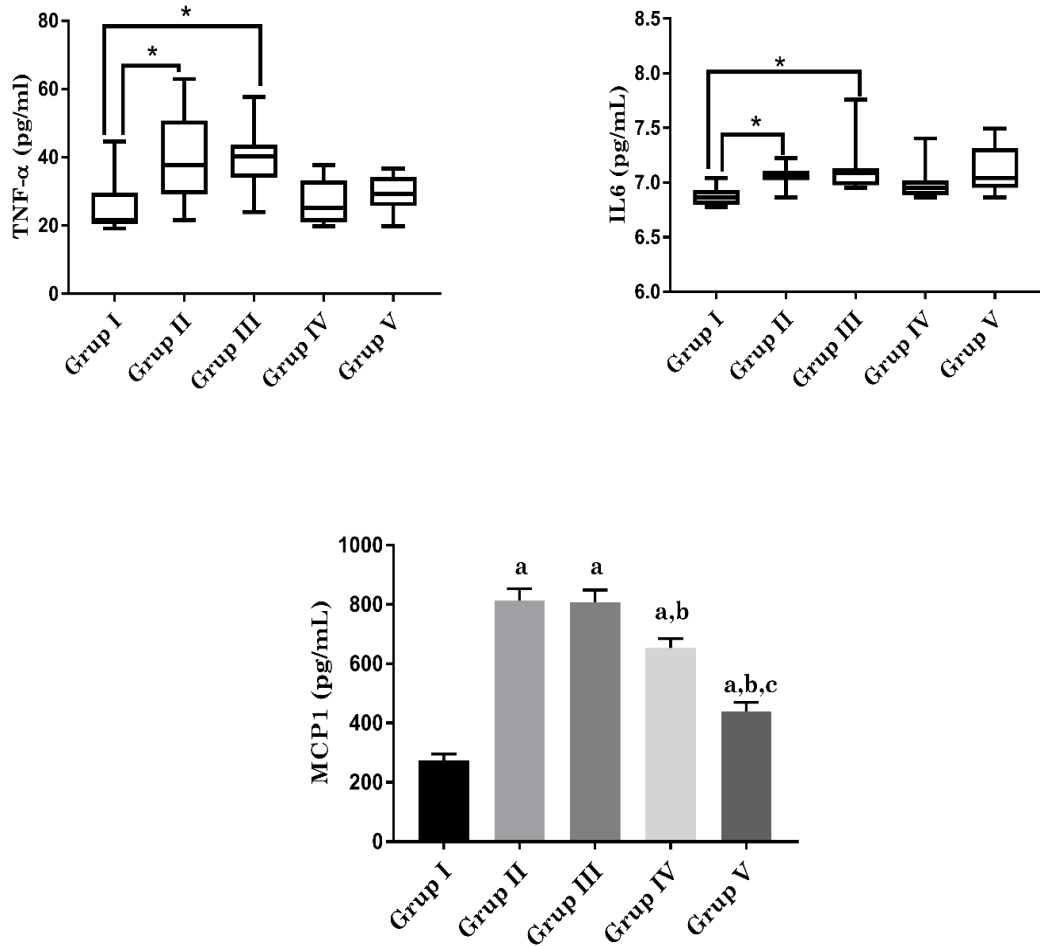 TNF-α (pg/ml)
80
60
40
20
0
*
*
Grup I
Grup II
Grup III
Grup IV
Grup V
IL6 (pg/mL)
8.5
8.0
7.5
7.0
6.5
6.0
*
*
Grup I
Grup II
Grup III
Grup IV
Grup V
MCP1 (pg/mL)
1000
800
600
400
200
0
a
a
a,b
a,b,c
Grup I
Grup II
Grup III
Grup IV
Grup V